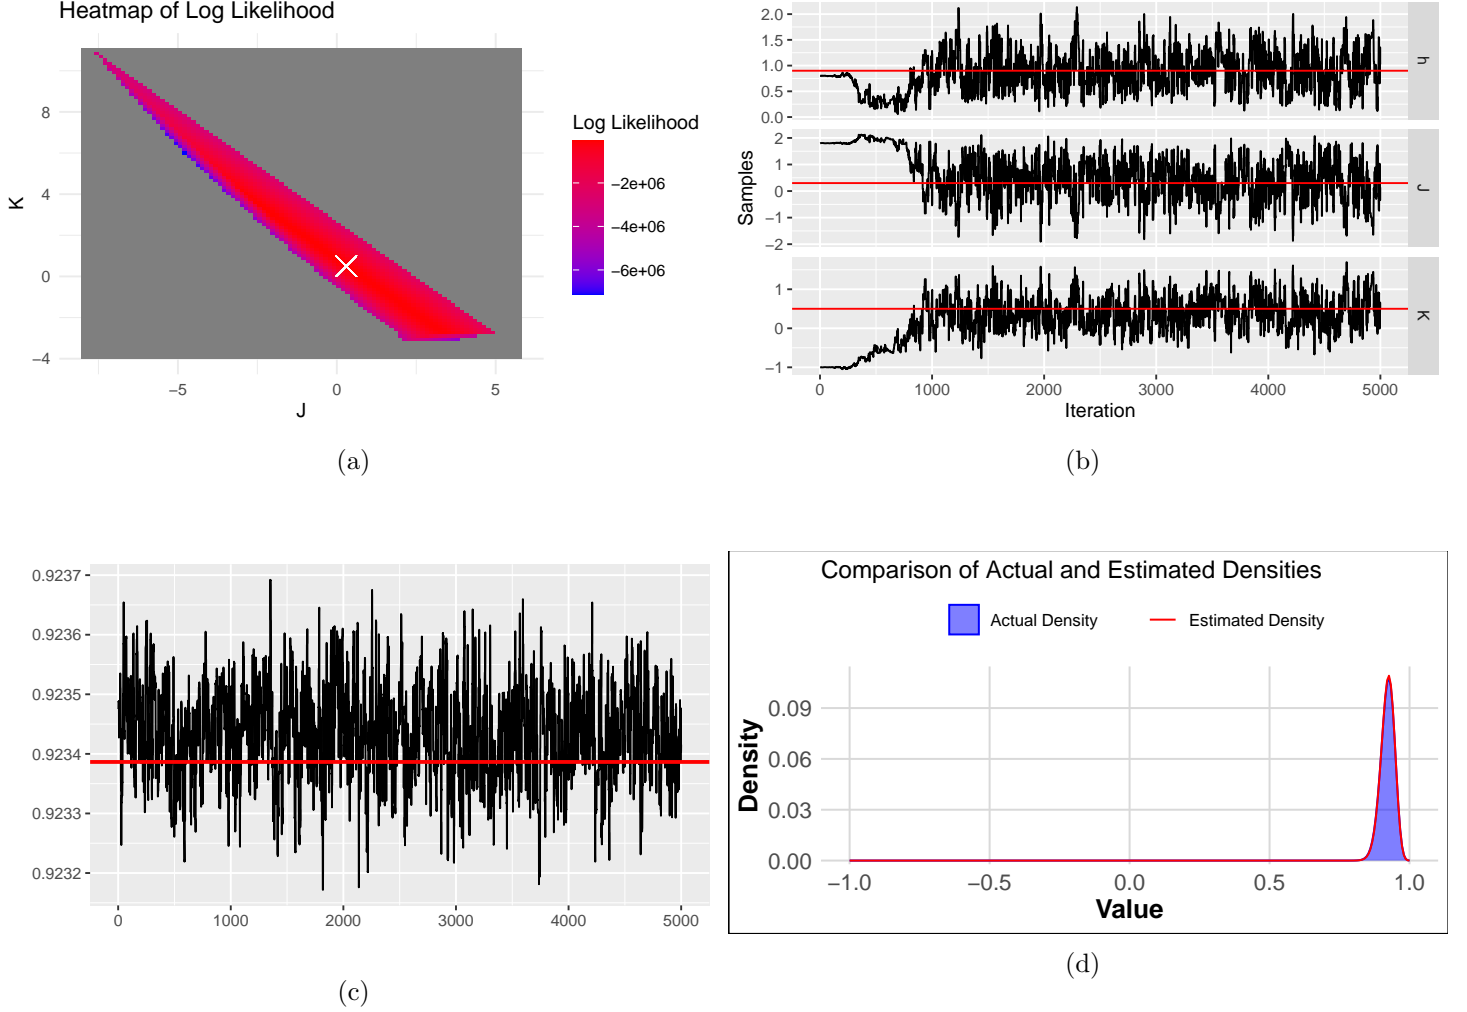 Heatmap of Log Likelihood
K
8
4
0
−4
−5
0
5
J
Log Likelihood
−2e+06
−4e+06
−6e+06
(a)
Samples
2.0
1.5
1.0
0.5
0.0
h
2
1
0
−1
−2
J
1
0
−1
K
0
1000
2000
3000
4000
5000
Iteration
(b)
0.9237
0.9236
0.9235
0.9234
0.9233
0.9232
0
1000
2000
3000
4000
5000
(c)
Comparison of Actual and Estimated Densities
Actual Density
Estimated Density
Density
0.09
0.06
0.03
0.00
−1.0
−0.5
0.0
0.5
1.0
Value
(d)